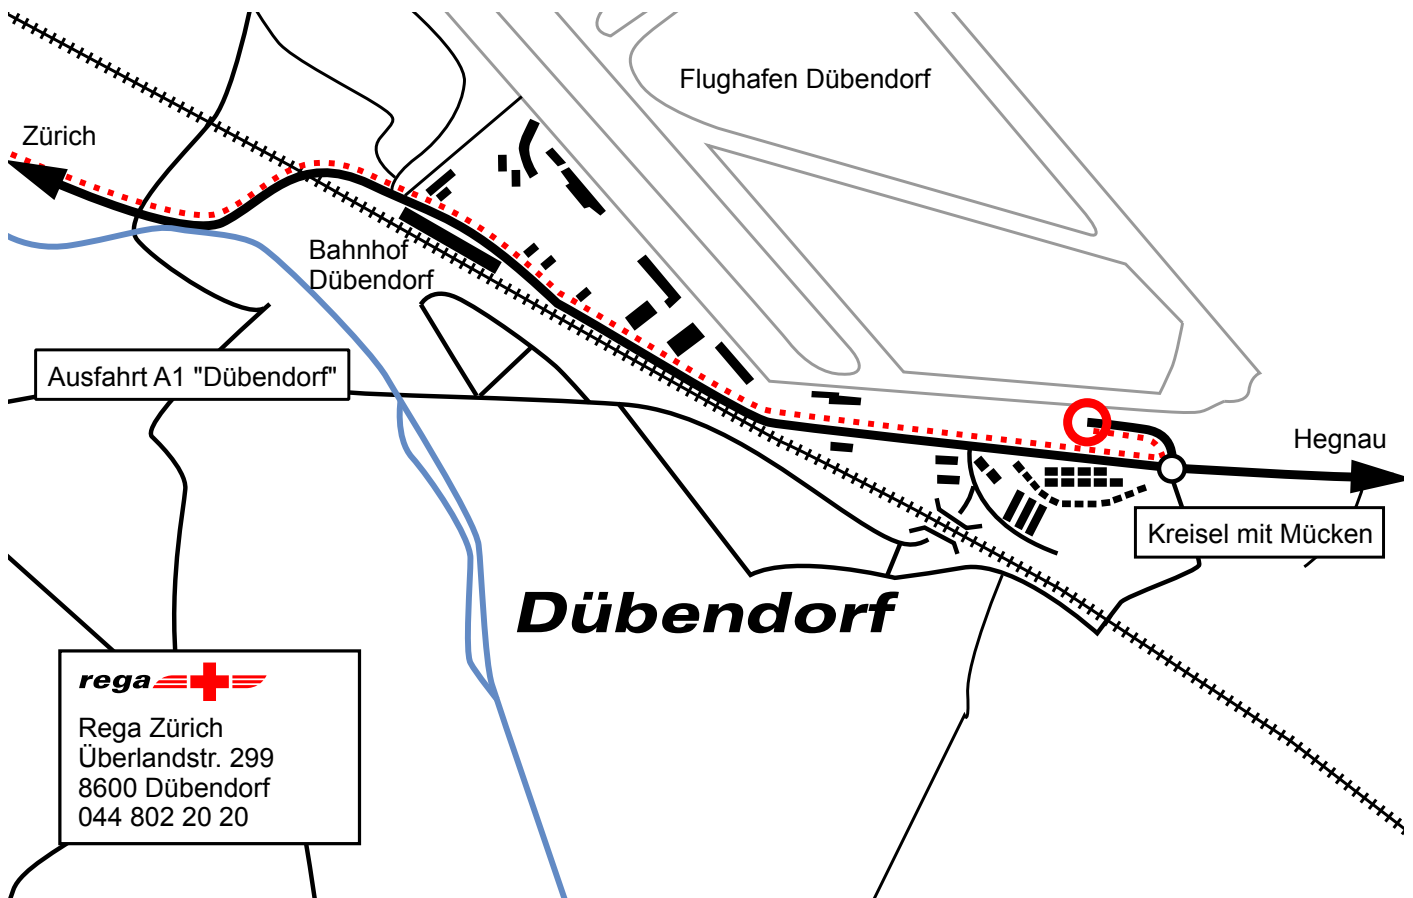 Flughafen Dübendorf
Zürich
Bahnhof
Dübendorf
Ausfahrt A1 "Dübendorf"
Hegnau
Kreisel mit Mücken
Dübendorf
rega
Rega Zürich
Überlandstr. 299
8600 Dübendorf
044 802 20 20